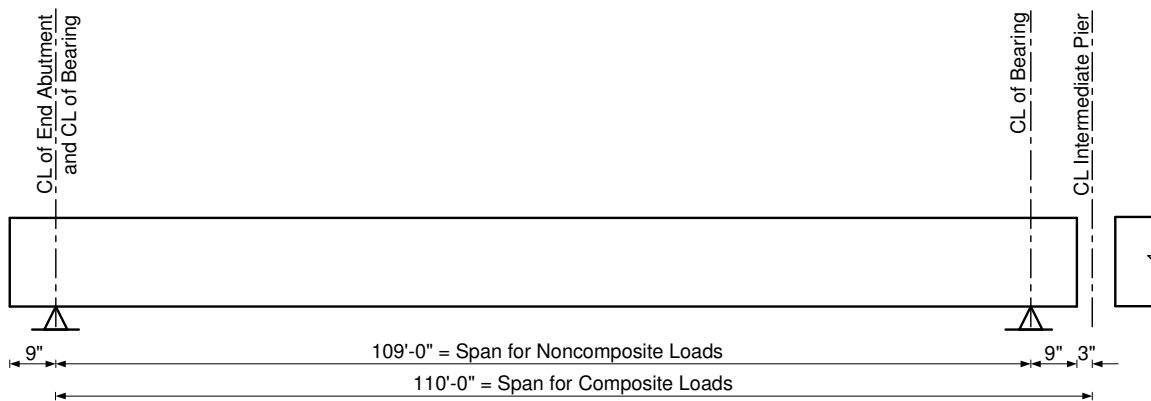 CL of End Abutment
and CL of Bearing
CL of Bearing
CL Intermediate Pier
9"
109'-0" = Span for Noncomposite Loads
9"
3"
110'-0" = Span for Composite Loads